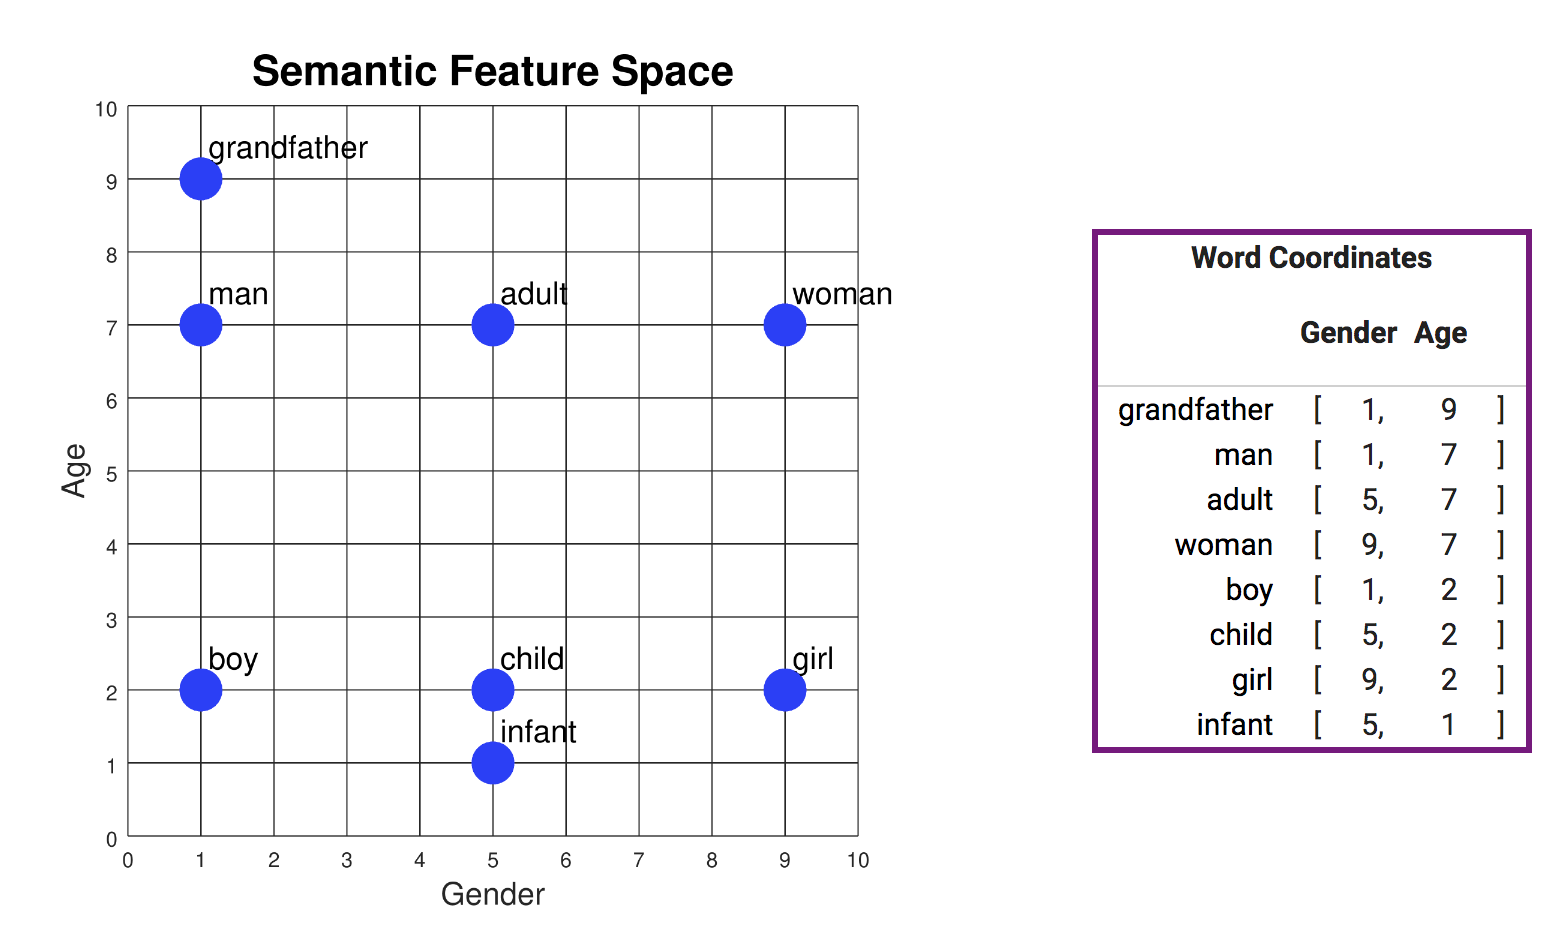 Semantic Feature Space
10
9
8
7
6
5
4
3
2
1
0
Age
grandfather
man
adult
woman
boy
child
girl
infant
0 1 2 3 4 5 6 7 8 9 10
Gender
Word Coordinates
Gender Age
grandfather [ 1, 9 ]
man [ 1, 7 ]
adult [ 5, 7 ]
woman [ 9, 7 ]
boy [ 1, 2 ]
child [ 5, 2 ]
girl [ 9, 2 ]
infant [ 5, 1 ]